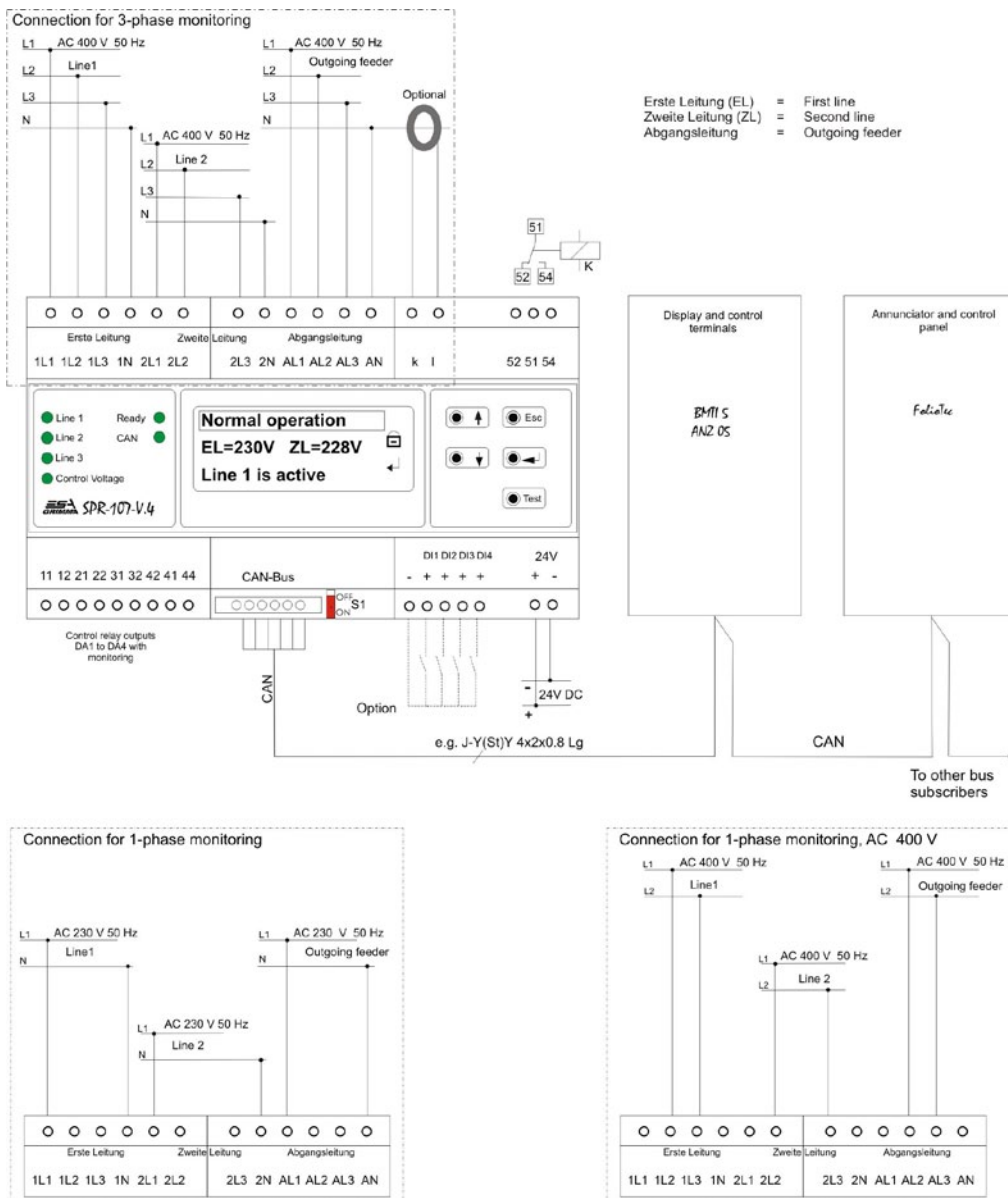 Connection for 3-phase monitoring
L1 AC 400 V 50 Hz
L2 Line1
L3
N
L1 AC 400 V 50 Hz
L2 Outgoing feeder
L3
N
Optional
L1 AC 400 V 50 Hz
L2 Line 2
L3
N
Erste Leitung (EL) = First line
Zweite Leitung (ZL) = Second line
Abgangsleitung = Outgoing feeder
51
52 54
K
Erste Leitung Zweite Leitung Abgangsleitung
1L1 1L2 1L3 1N 2L1 2L2 2L3 2N AL1 AL2 AL3 AN k l 52 51 54
Line 1 Ready
Line 2 CAN
Line 3
Control Voltage
ESA GRIMMA SPR-107-V.4
Normal operation
EL=230V ZL=228V
Line 1 is active
Esc
Test
Display and control
terminals
BMTI 5
ANZ 05
Annunciator and control
panel
FolioTec
11 12 21 22 31 32 42 41 44
CAN-Bus
DI1 DI2 DI3 DI4
- + + + +
24V
+ -
OFF
ON
S1
Control relay outputs
DA1 to DA4 with
monitoring
CAN
Option
-
24V DC
+
e.g. J-Y(St)Y 4x2x0.8 Lg
CAN
To other bus
subscribers
Connection for 1-phase monitoring
L1 AC 230 V 50 Hz
Line1
N
L1 AC 230 V 50 Hz
Outgoing feeder
N
L1 AC 230 V 50 Hz
N Line 2
Erste Leitung Zweite Leitung Abgangsleitung
1L1 1L2 1L3 1N 2L1 2L2 2L3 2N AL1 AL2 AL3 AN
Connection for 1-phase monitoring, AC 400 V
L1 AC 400 V 50 Hz
L2 Line1
L1 AC 400 V 50 Hz
L2 Outgoing feeder
L1 AC 400 V 50 Hz
L2 Line 2
Erste Leitung Zweite Leitung Abgangsleitung
1L1 1L2 1L3 1N 2L1 2L2 2L3 2N AL1 AL2 AL3 AN